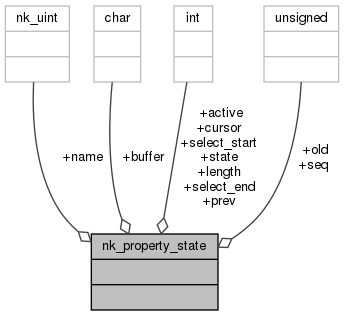 nk_uint
char
int
unsigned
+name
+buffer
+active
+cursor
+select_start
+state
+length
+select_end
+prev
+old
+seq
nk_property_state